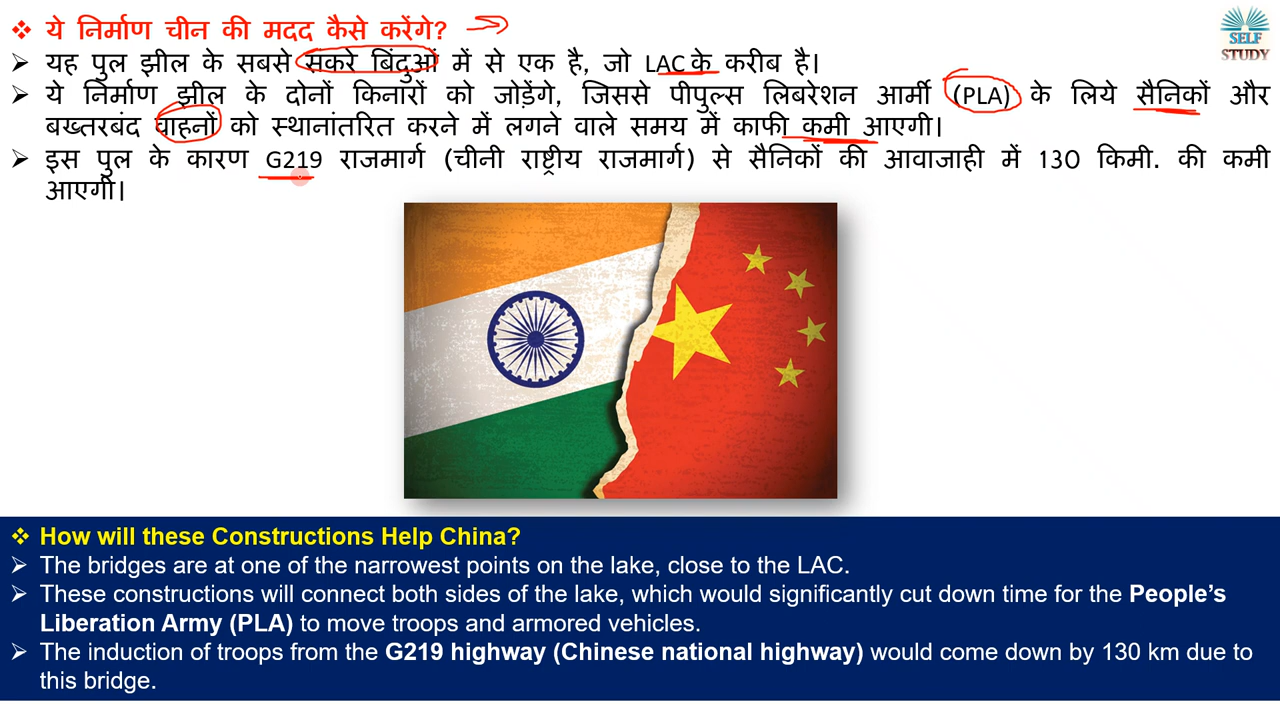 ❖ ये निर्माण चीन की मदद कैसे करेंगे?
SELF
STUDY
➢ यह पुल झील के सबसे संकरे बिंदुओं में से एक है, जो LAC के करीब है।
➢ ये निर्माण झील के दोनों किनारों को जोड़ेंगे, जिससे पीपुल्स लिबरेशन आर्मी (PLA) के लिये सैनिकों और
बख्तरबंद वाहनों को स्थानांतरित करने में लगने वाले समय में काफी कमी आएगी।
➢ इस पुल के कारण G219 राजमार्ग (चीनी राष्ट्रीय राजमार्ग) से सैनिकों की आवाजाही में 130 किमी. की कमी
आएगी।
❖ How will these Constructions Help China?
➢ The bridges are at one of the narrowest points on the lake, close to the LAC.
➢ These constructions will connect both sides of the lake, which would significantly cut down time for the People's
Liberation Army (PLA) to move troops and armored vehicles.
➢ The induction of troops from the G219 highway (Chinese national highway) would come down by 130 km due to
this bridge.